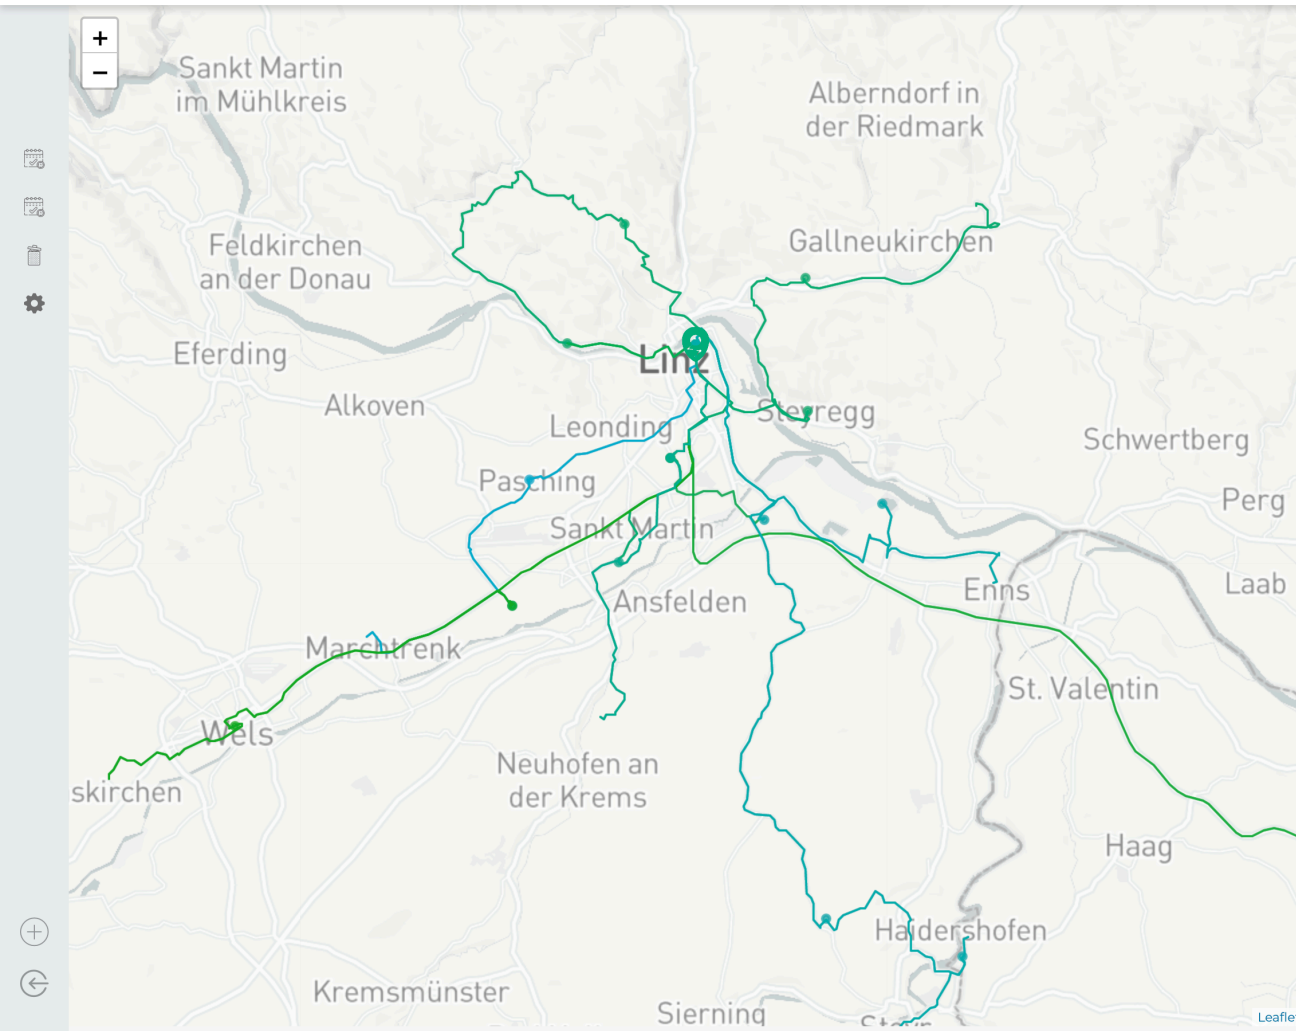 +
−
Sankt Martin
im Mühlkreis
Alberndorf in
der Riedmark
Feldkirchen
an der Donau
Gallneukirchen
Eferding
Linz
Alkoven
Leonding
Steyregg
Schwertberg
Pasching
Perg
Sankt Martin
Laab
Enns
Ansfelden
Marchtrenk
St. Valentin
Wels
skirchen
Neuhofen an
der Krems
Haag
Haidershofen
Kremsmünster
Sierning
Steyr
Leafle